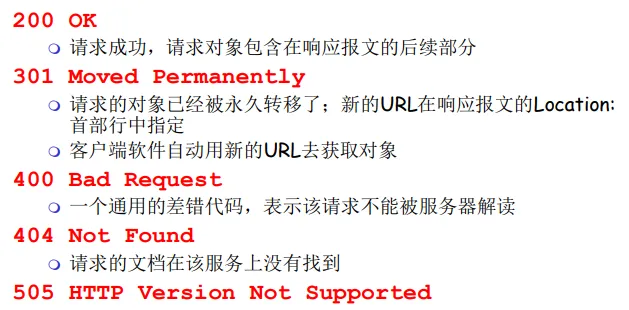 200 OK
请求成功，请求对象包含在响应报文的后续部分
301 Moved Permanently
请求的对象已经被永久转移了；新的URL在响应报文的Location:
首部行中指定
客户端软件自动用新的URL去获取对象
400 Bad Request
一个通用的差错代码，表示该请求不能被服务器解读
404 Not Found
请求的文档在该服务上没有找到
505 HTTP Version Not Supported